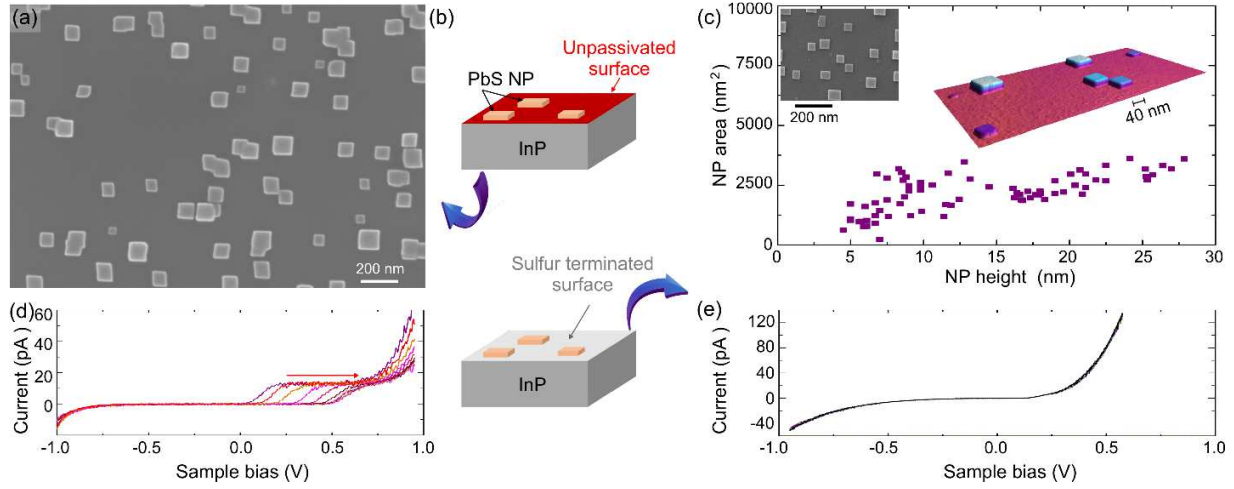 (a)
200 nm
(b)
Unpassivated
surface
PbS NP
InP
Sulfur terminated
surface
InP
(c)
NP area (nm²)
10000
7500
5000
2500
0
200 nm
40 nm
0 5 10 15 20 25 30
NP height (nm)
(d)
Current (pA)
60
40
20
0
-1.0 -0.5 0.0 0.5 1.0
Sample bias (V)
(e)
Current (pA)
120
80
40
0
-40
-1.0 -0.5 0.0 0.5 1.0
Sample bias (V)